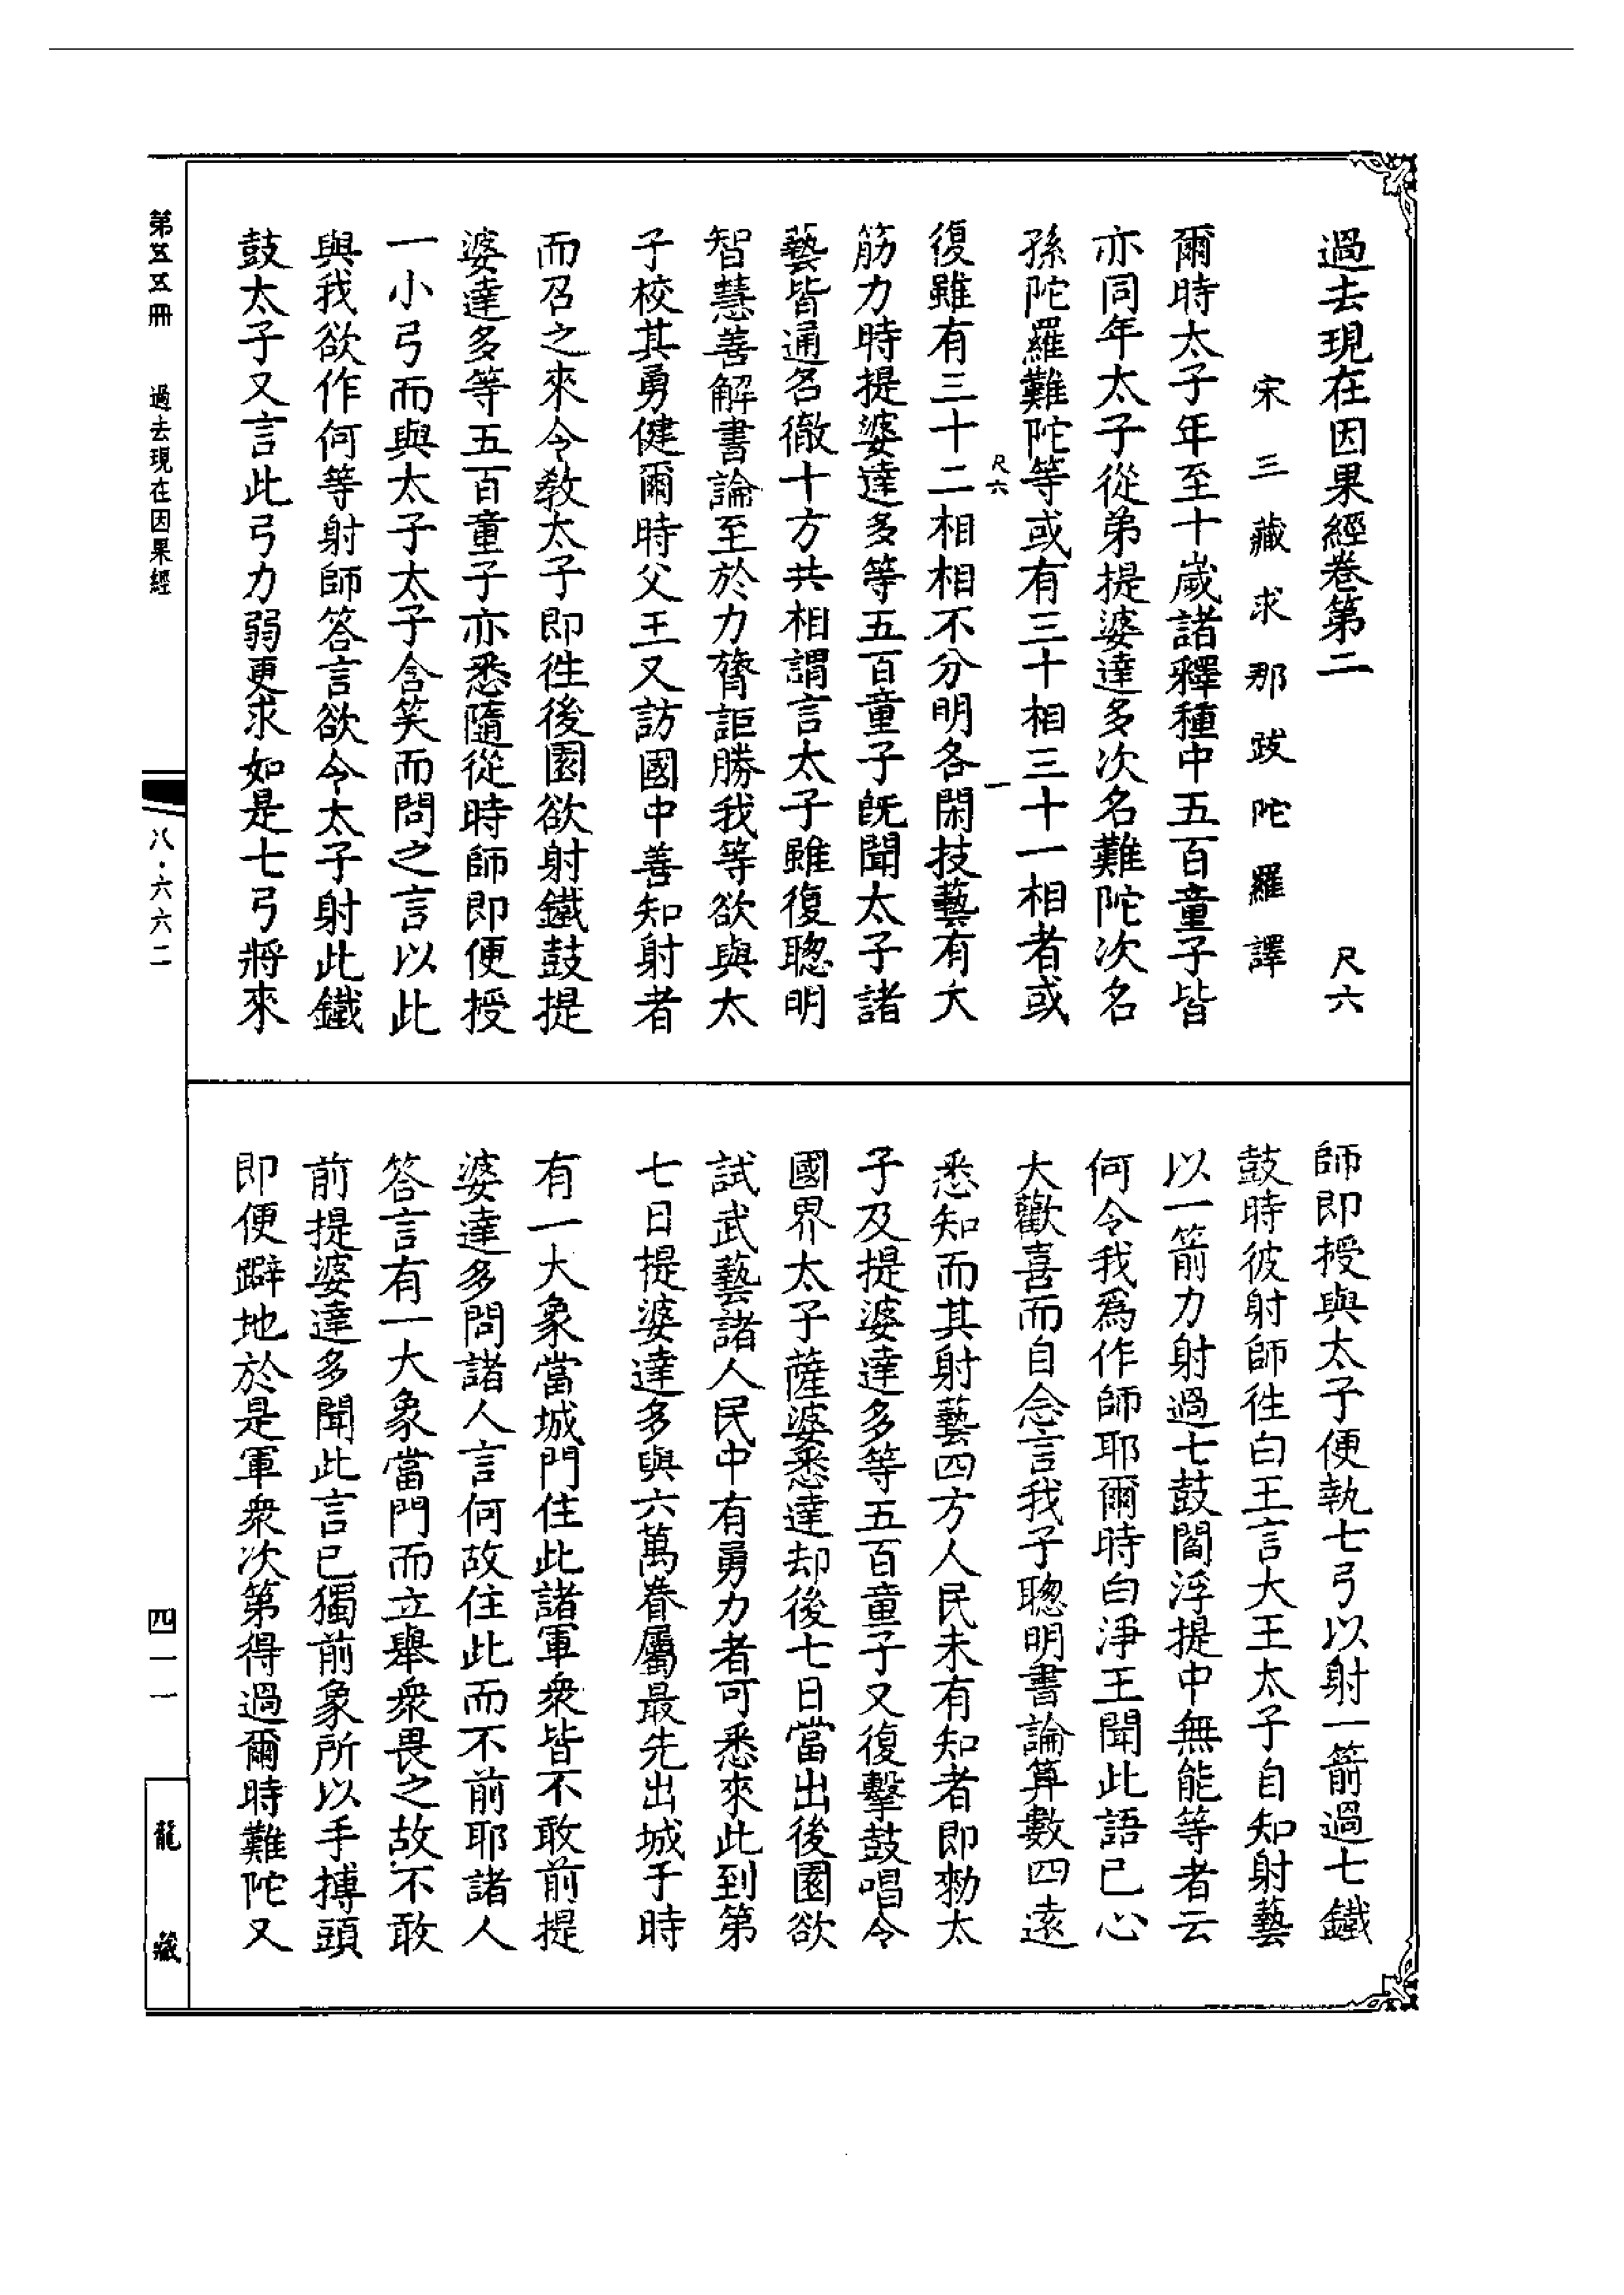 過去現在因果經卷第二　尺六
宋三藏求那跋陀羅譯
爾時太子年至十歲諸釋種中五百童子皆
亦同年太子從弟提婆達多次名難陀次名
孫陀羅難陀等或有三十相三十一相者或
尺六　一
復雖有三十二相相不分明各閑技藝有大
筋力時提婆達多等五百童子旣聞太子諸
藝皆通名徹十方共相謂言太子雖復聰明
智慧善解書論至於力膂詎勝我等欲與太
子校其勇健爾時父王又訪國中善知射者
而召之來令敎太子即徃後園欲射鐵鼓提
婆達多等五百童子亦悉隨從時師即便授
一小弓而與太子太子含笑而問之言以此
與我欲作何等射師答言欲令太子射此鐵
鼓太子又言此弓力弱更求如是七弓將來
師即授與太子便執七弓以射一箭過七鐵
鼓時彼射師徃白王言大王太子自知射藝
以一箭力射過七鼓閻浮提中無能等者云
何令我爲作師耶爾時白淨王聞此語已心
大歡喜而自念言我子聰明書論算數四遠
悉知而其射藝四方人民未有知者即勑太
子及提婆達多等五百童子又復擊鼓唱令
國界太子薩婆悉達却後七日當出後園欲
試武藝諸人民中有勇力者可悉來此到第
七日提婆達多與六萬眷屬最先出城于時
有一大象當城門住此諸軍衆皆不敢前提
婆達多問諸人言何故住此而不前耶諸人
答言有一大象當門而立舉衆畏之故不敢
前提婆達多聞此言已獨前象所以手搏頭
即便躃地於是軍衆次第得過爾時難陀又
第五五冊　過去現在因果經
八·六六二
四一一
龍藏